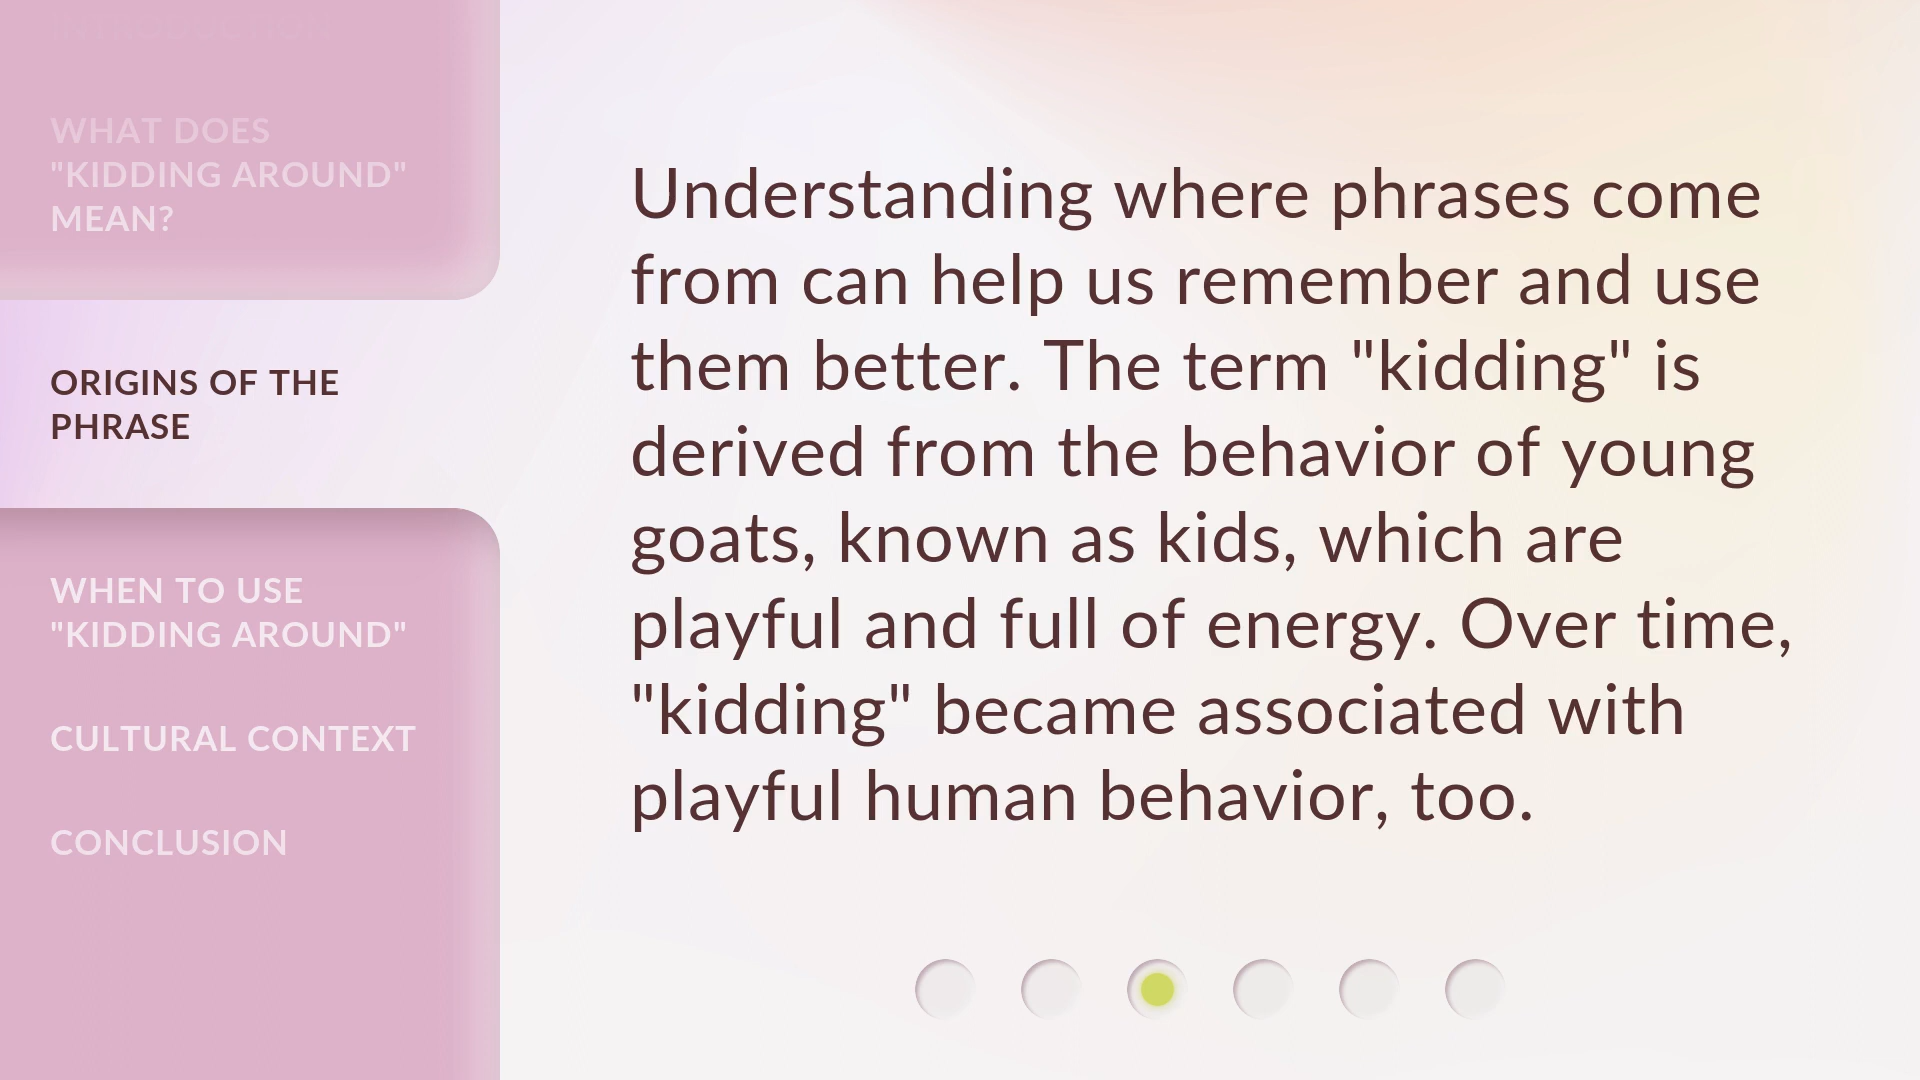 INTRODUCTION
WHAT DOES
"KIDDING AROUND"
MEAN?
ORIGINS OF THE
PHRASE
WHEN TO USE
"KIDDING AROUND"
CULTURAL CONTEXT
CONCLUSION
Understanding where phrases come
from can help us remember and use
them better. The term "kidding" is
derived from the behavior of young
goats, known as kids, which are
playful and full of energy. Over time,
"kidding" became associated with
playful human behavior, too.